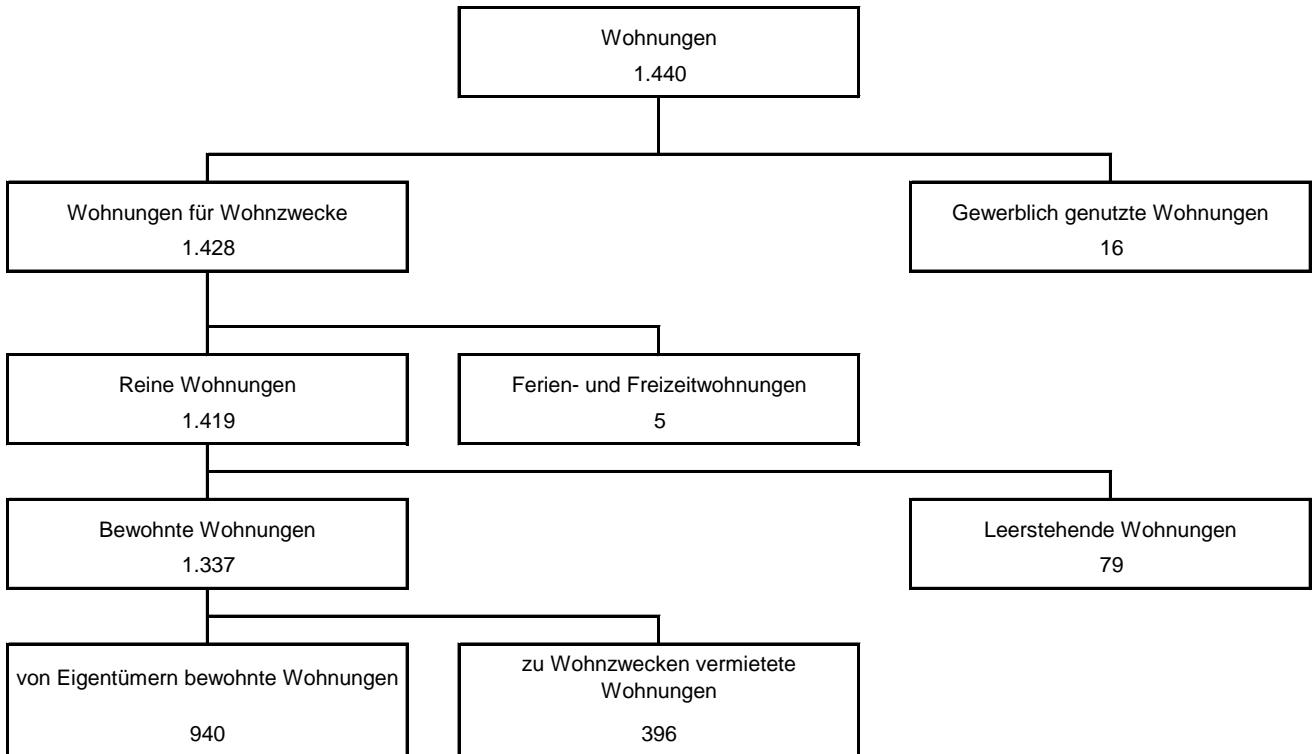 Wohnungen
1.440
Wohnungen für Wohnzwecke
1.428
Gewerblich genutzte Wohnungen
16
Reine Wohnungen
1.419
Ferien- und Freizeitwohnungen
5
Bewohnte Wohnungen
1.337
Leerstehende Wohnungen
79
von Eigentümern bewohnte Wohnungen
940
zu Wohnzwecken vermietete
Wohnungen
396